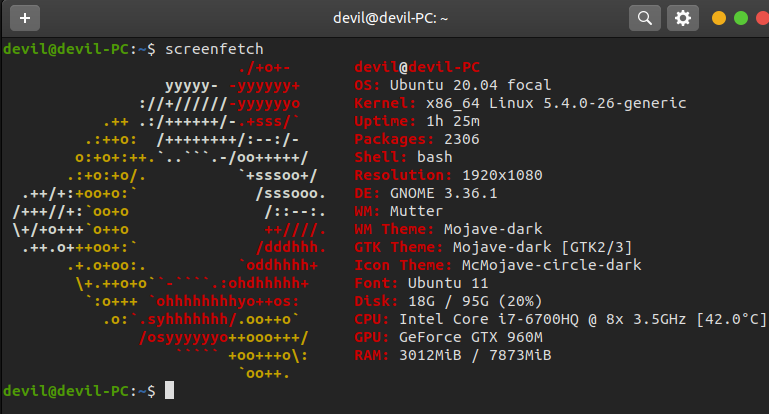 devil@devil-PC: ~
devil@devil-PC:~$ screenfetch
./+o+- devil@devil-PC
yyyyy- -yyyyyy+ OS: Ubuntu 20.04 focal
://+//////-yyyyyyo Kernel: x86_64 Linux 5.4.0-26-generic
.++ .:/++++++/-.+sss/` Uptime: 1h 25m
.:++o: /++++++++/:--:/- Packages: 2306
o:+o+:++.`..```.-/oo+++++/ Shell: bash
.:+o:+o/. `+sssoo+/ Resolution: 1920x1080
.++/+:+oo+o:` /sssooo. DE: GNOME 3.36.1
/+++//+:`oo+o /::--:. WM: Mutter
\+/+o+++`o++o ++////. WM Theme: Mojave-dark
.++.o+++oo+:` /dddhhh. GTK Theme: Mojave-dark [GTK2/3]
.+.o+oo:. `oddhhhh+ Icon Theme: McMojave-circle-dark
\+.++o+o``-````.:ohdhhhhh+ Font: Ubuntu 11
`:o+++ `ohhhhhhhhyo++os: Disk: 18G / 95G (20%)
.o:`.syhhhhhhh/.oo++o` CPU: Intel Core i7-6700HQ @ 8x 3.5GHz [42.0°C]
/osyyyyyyo++ooo+++/ GPU: GeForce GTX 960M
````` +oo+++o\: RAM: 3012MiB / 7873MiB
`oo++.
devil@devil-PC:~$